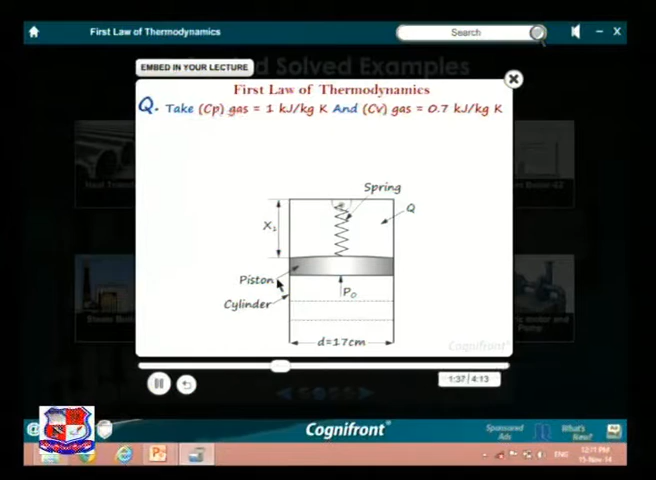 First Law of Thermodynamics
Search
d Solved Examples
EMBED IN YOUR LECTURE
First Law of Thermodynamics
Q. Take (Cp) gas = 1 kJ/kg K And (Cv) gas = 0.7 kJ/kg K
Spring
Q
X₁
Piston
P₀
Cylinder
d=17cm
Cognifront
1:37/4:13
Cognifront
Sponsored
Ads
What's
New?
ENG
12:11 PM
15-Nov-14